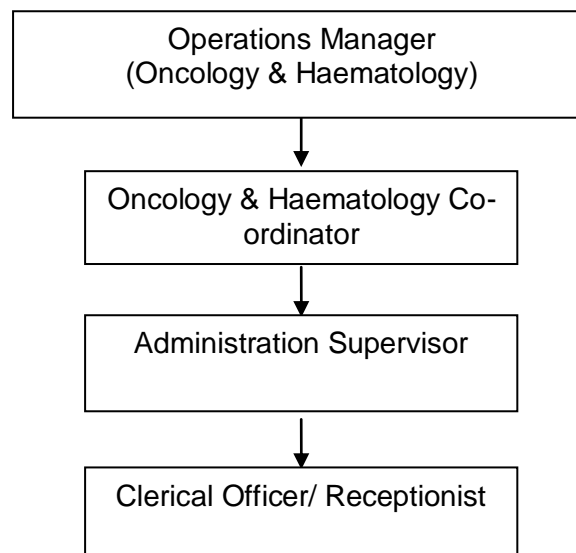 Operations Manager
(Oncology & Haematology)
Oncology & Haematology Co-
ordinator
Administration Supervisor
Clerical Officer/ Receptionist